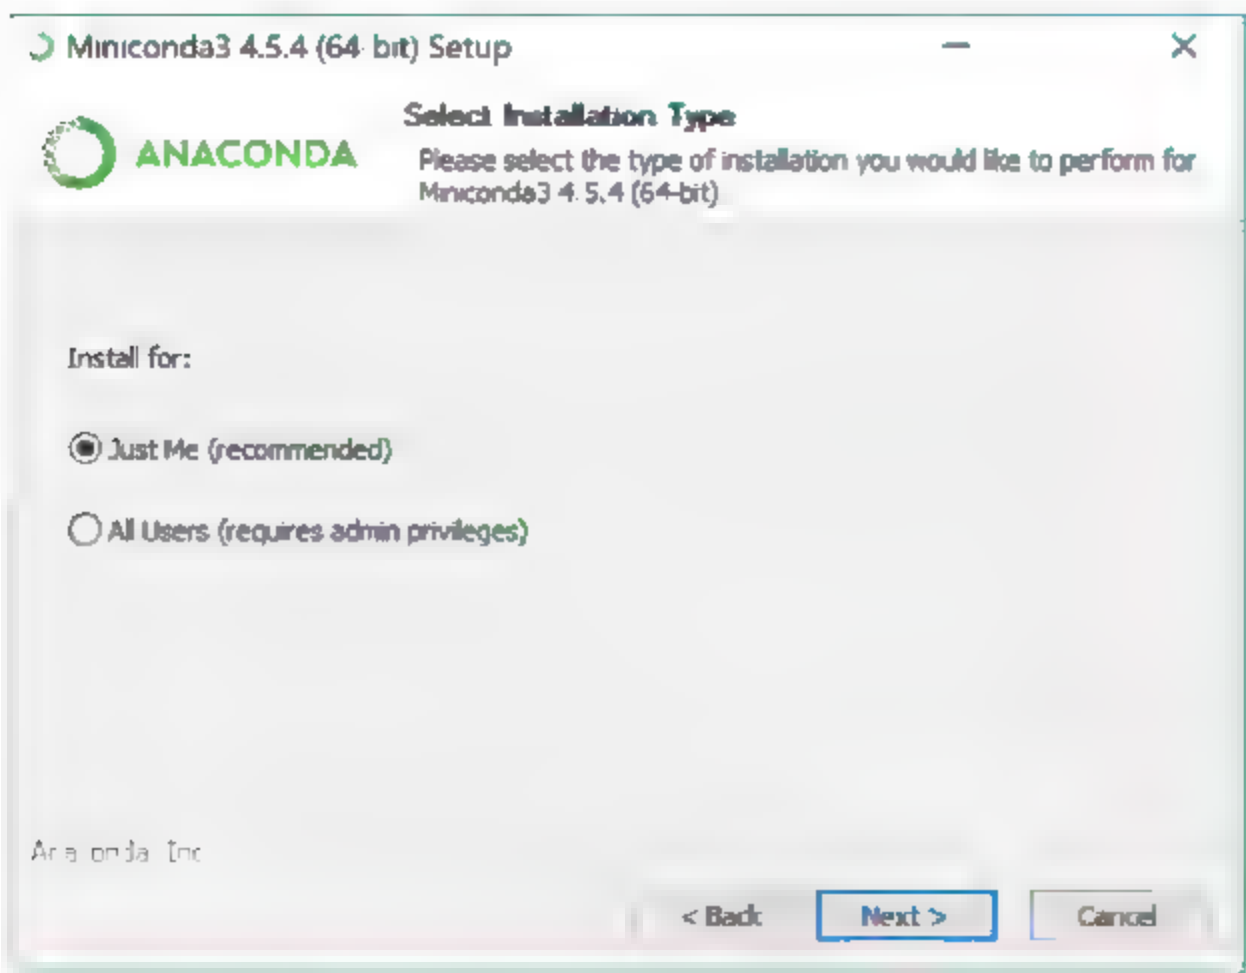 Miniconda3 4.5.4 (64-bit) Setup
ANACONDA
Select Installation Type
Please select the type of installation you would like to perform for
Miniconda3 4.5.4 (64-bit)
Install for:
Just Me (recommended)
All Users (requires admin privileges)
Anaconda, Inc.
< Back
Next >
Cancel